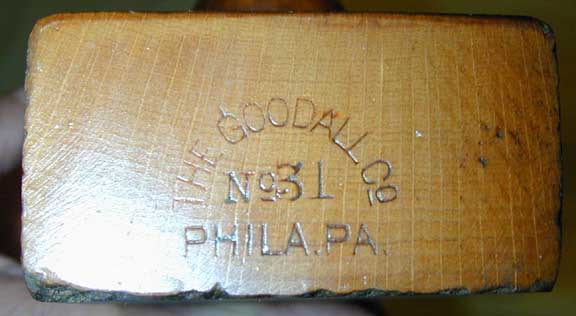 THE GOODALL Co
No 31
PHILA.PA.